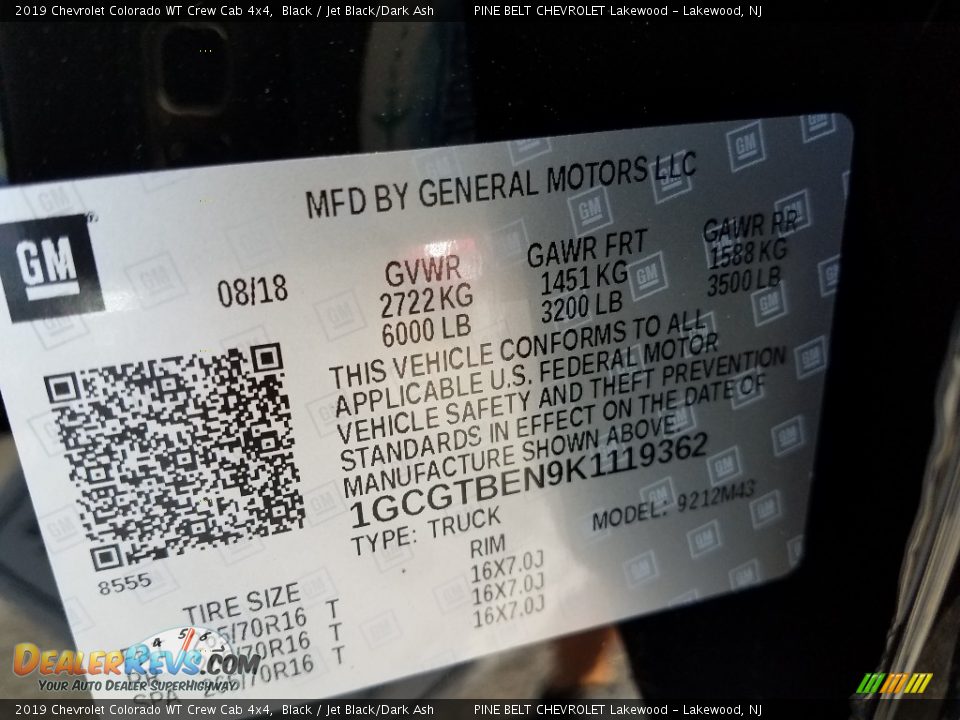 2019 Chevrolet Colorado WT Crew Cab 4x4, Black / Jet Black/Dark Ash PINE BELT CHEVROLET Lakewood - Lakewood, NJ
MFD BY GENERAL MOTORS LLC
GM
08/18
GVWR
2722 KG
6000 LB
GAWR FRT
1451 KG
3200 LB
GAWR RR
1588 KG
3500 LB
THIS VEHICLE CONFORMS TO ALL
APPLICABLE U.S. FEDERAL MOTOR
VEHICLE SAFETY AND THEFT PREVENTION
STANDARDS IN EFFECT ON THE DATE OF
MANUFACTURE SHOWN ABOVE.
1GCGTBEN9K1119362
TYPE: TRUCK
MODEL: 9212M43
8555
TIRE SIZE
RIM
/70R16 T
16X7.0J
/70R16 T
16X7.0J
/70R16 T
16X7.0J
DEALERREVS.COM
YOUR AUTO DEALER SUPERHIGHWAY
2019 Chevrolet Colorado WT Crew Cab 4x4, Black / Jet Black/Dark Ash PINE BELT CHEVROLET Lakewood - Lakewood, NJ